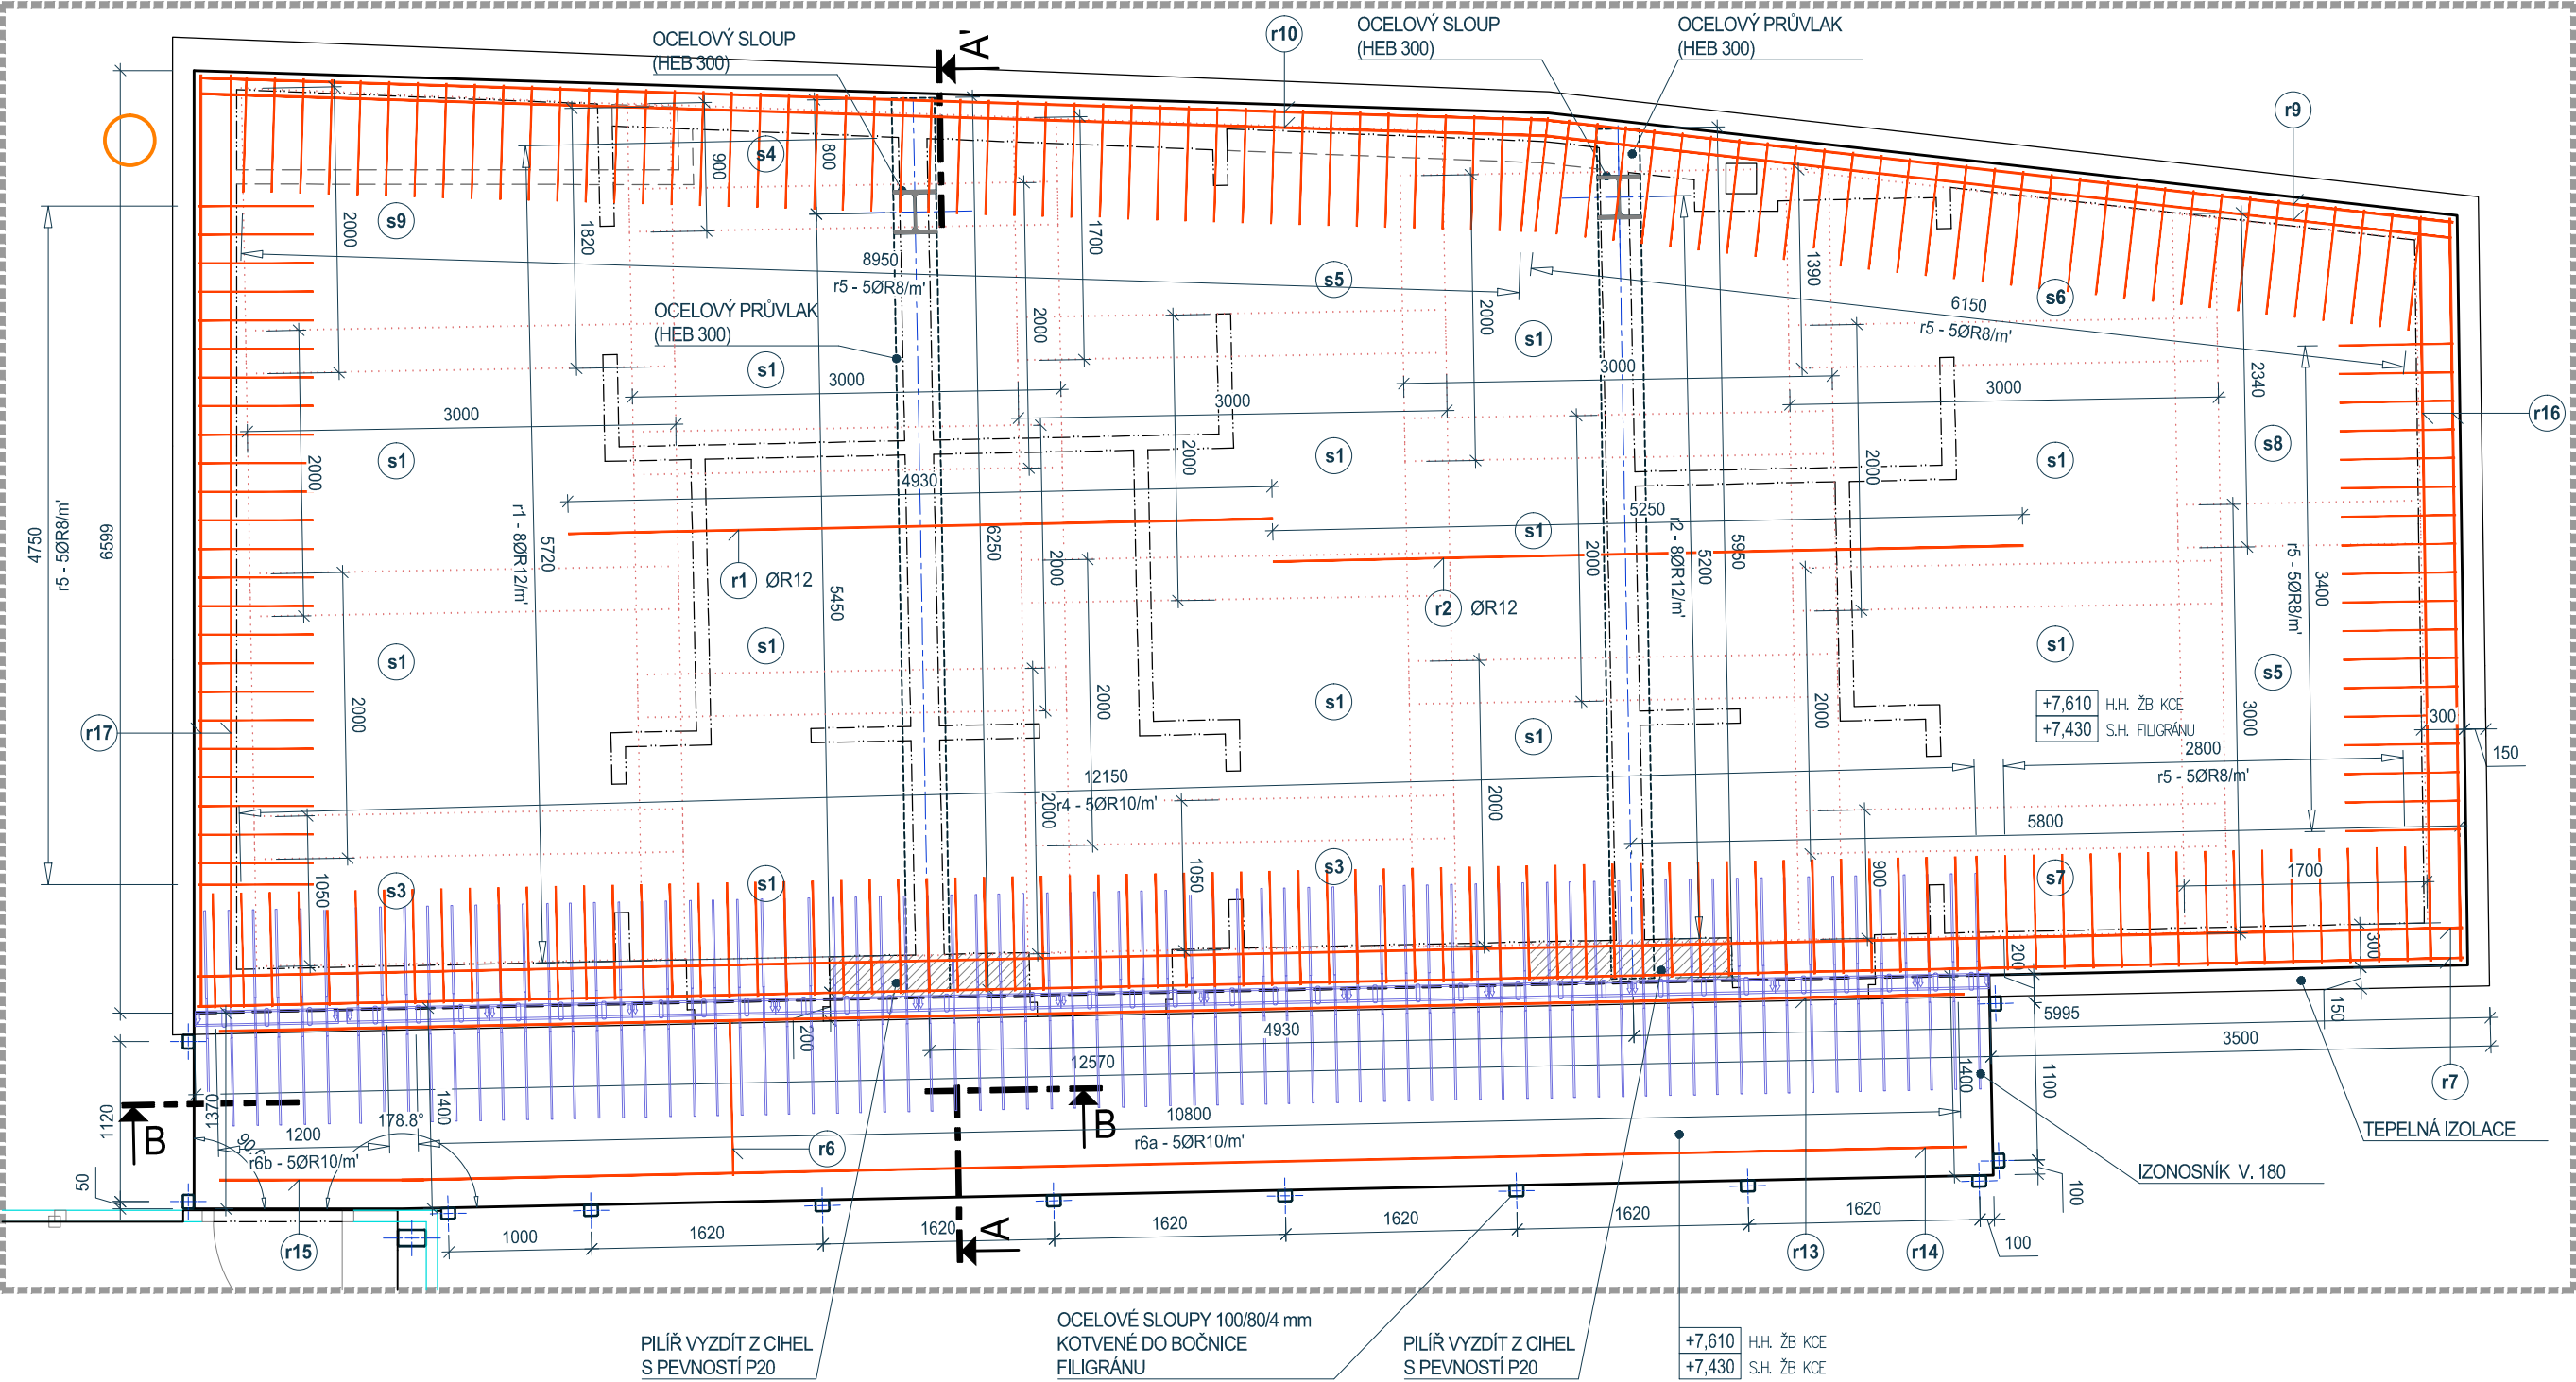 OCELOVÝ SLOUP
(HEB 300)
A'
r10
OCELOVÝ SLOUP
(HEB 300)
OCELOVÝ PRŮVLAK
(HEB 300)
r9
s4
900
800
s9
2000
1820
1700
8950
r5 - 5ØR8/m'
s5
1390
6150
r5 - 5ØR8/m'
s6
OCELOVÝ PRŮVLAK
(HEB 300)
2000
2000
s1
s1
3000
3000
3000
3000
3000
2340
r16
s8
s1
2000
2000
s1
2000
s1
4930
4750
r5 - 5ØR8/m'
6599
r1 - 8ØR12/m'
5720
6250
2000
s1
2000
5250
r2 - 8ØR12/m'
5200
5950
r5 - 5ØR8/m'
3400
r1
ØR12
r2
ØR12
5450
s1
s1
s1
s1
s5
2000
2000
s1
2000
3000
+7,610 H.H. ŽB KCE
+7,430 S.H. FILIGRÁNU
300
150
r17
12150
r4 - 5ØR10/m'
2000
2000
2800
r5 - 5ØR8/m'
5800
s3
1050
s1
1050
s3
900
s7
1700
200
300
150
200
4930
5995
3500
12570
r7
1120
B
1370
1400
178.8°
1200
r6b - 5ØR10/m'
r6
B
10800
r6a - 5ØR10/m'
1400
1100
TEPELNÁ IZOLACE
IZONOSNÍK V. 180
50
100
r15
1000
1620
1620
A
1620
1620
1620
1620
r13
r14
100
PILÍŘ VYZDÍT Z CIHEL
S PEVNOSTÍ P20
OCELOVÉ SLOUPY 100/80/4 mm
KOTVENÉ DO BOČNICE
FILIGRÁNU
PILÍŘ VYZDÍT Z CIHEL
S PEVNOSTÍ P20
+7,610 H.H. ŽB KCE
+7,430 S.H. ŽB KCE